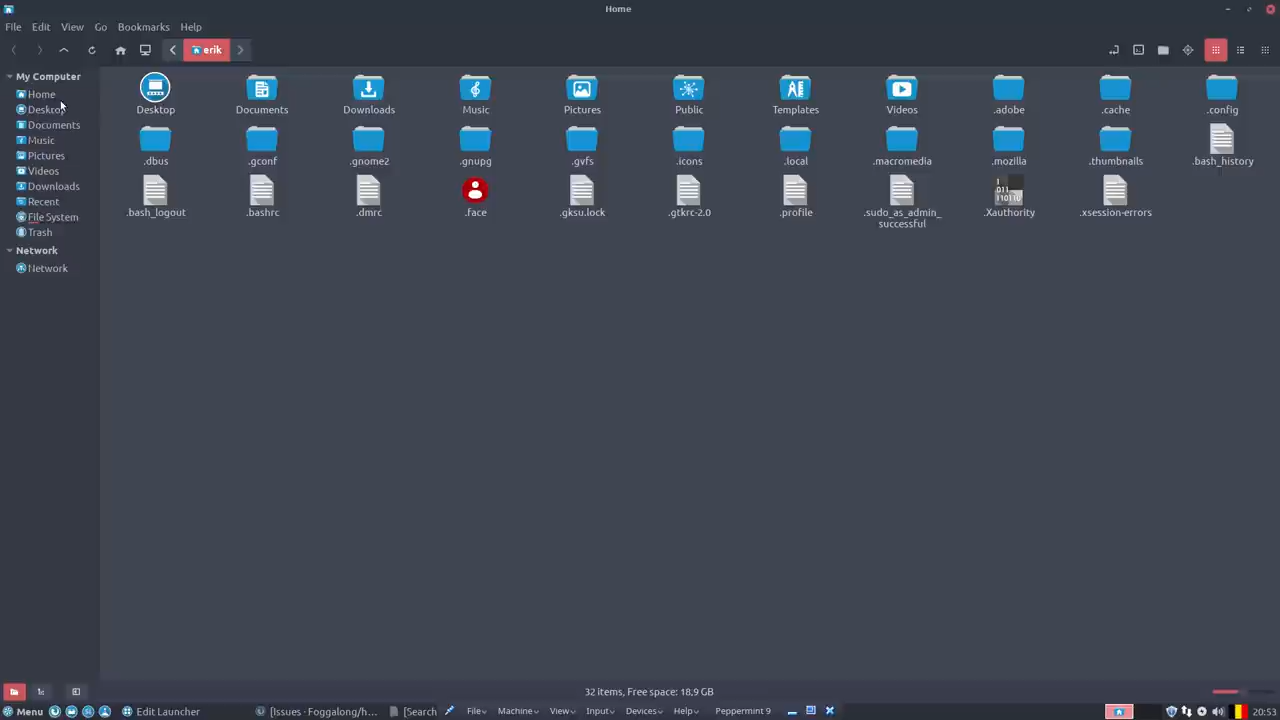 Home
File Edit View Go Bookmarks Help
erik
My Computer
Home
Desktop
Documents
Music
Pictures
Videos
Downloads
Recent
File System
Trash
Network
Network
Desktop Documents Downloads Music Pictures Public Templates Videos .adobe .cache .config
.dbus .gconf .gnome2 .gnupg .gvfs .icons .local .macromedia .mozilla .thumbnails .bash_history
.bash_logout .bashrc .dmrc .face .gksu.lock .gtkrc-2.0 .profile .sudo_as_admin_ .Xauthority .xsession-errors
successful
32 items, Free space: 18,9 GB
Menu Edit Launcher [Issues - Foggalong/h... [Search File Machine View Input Devices Help Peppermint 9 20:53